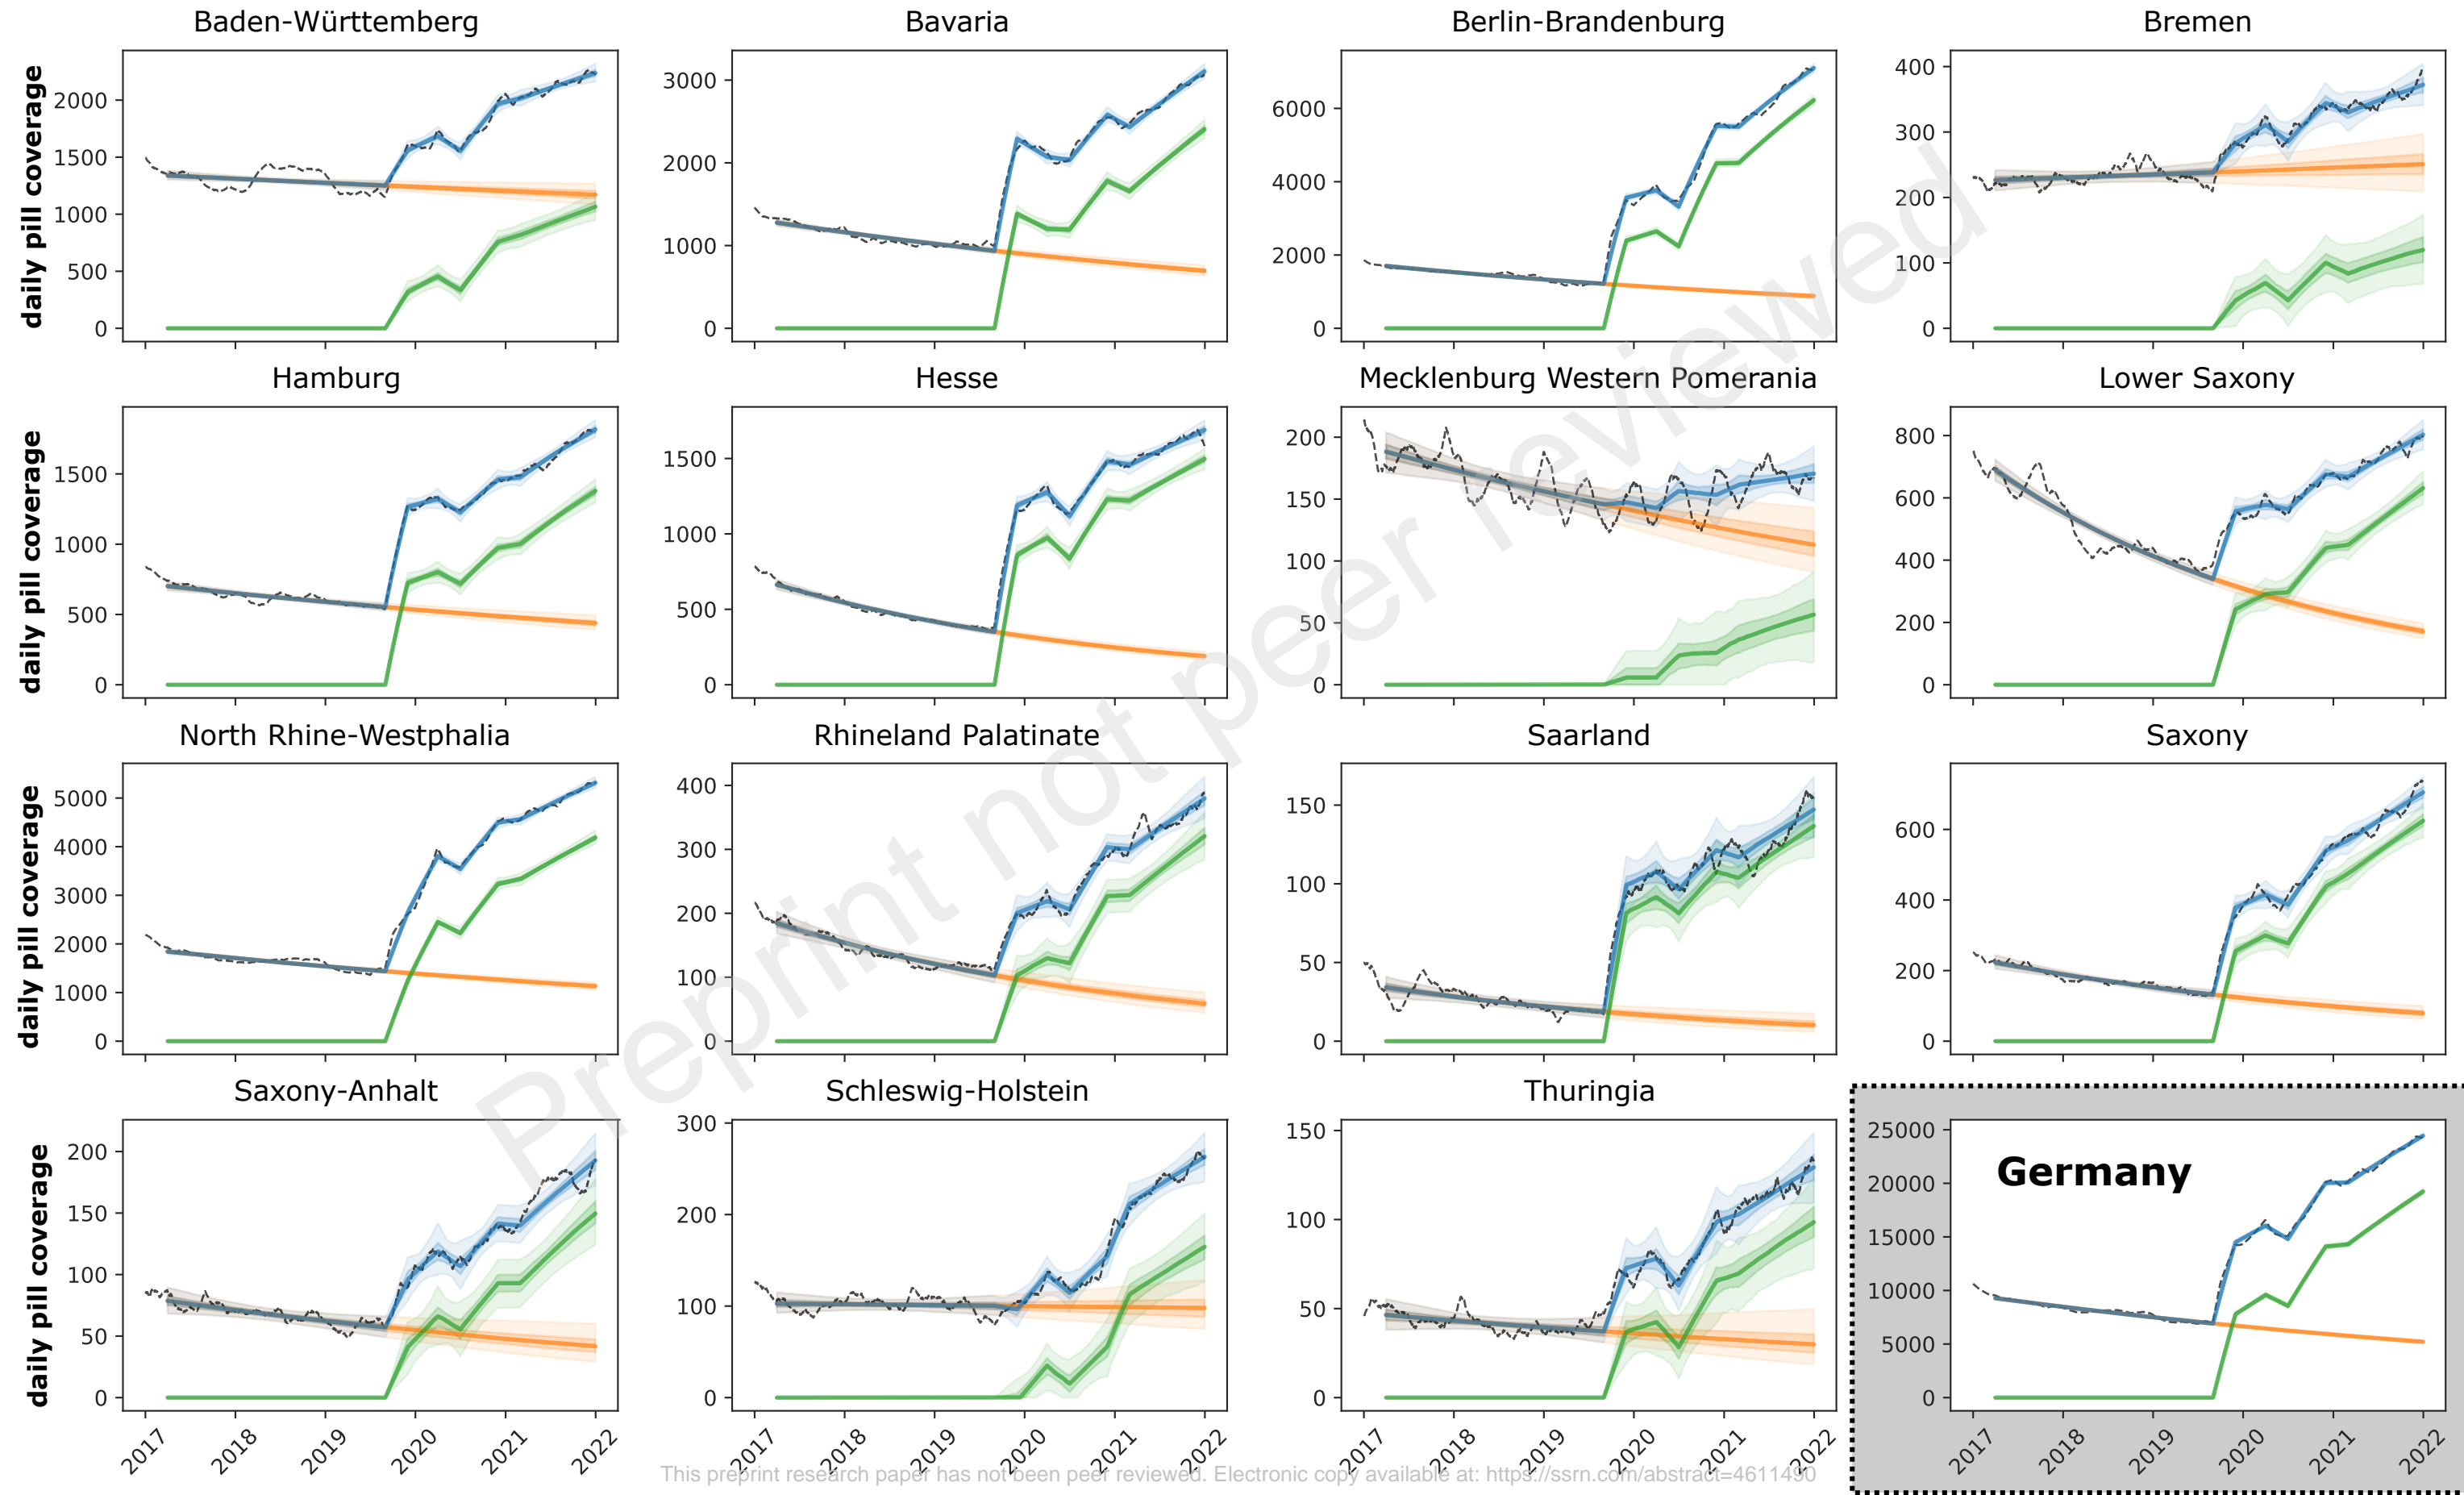 Baden-Württemberg
Bavaria
Berlin-Brandenburg
Bremen
daily pill coverage
2000
1500
1000
500
0
3000
2000
1000
0
6000
4000
2000
0
400
300
200
100
0
Hamburg
Hesse
Mecklenburg Western Pomerania
Lower Saxony
daily pill coverage
1500
1000
500
0
1500
1000
500
0
200
150
100
50
0
800
600
400
200
0
North Rhine-Westphalia
Rhineland Palatinate
Saarland
Saxony
daily pill coverage
5000
4000
3000
2000
1000
0
400
300
200
100
0
150
100
50
0
600
400
200
0
Saxony-Anhalt
Schleswig-Holstein
Thuringia
Germany
daily pill coverage
200
150
100
50
0
300
200
100
0
150
100
50
0
25000
20000
15000
10000
5000
0
2017 2018 2019 2020 2021 2022
2017 2018 2019 2020 2021 2022
2017 2018 2019 2020 2021 2022
2017 2018 2019 2020 2021 2022
Preprint not peer reviewed
This preprint research paper has not been peer reviewed. Electronic copy available at: https://ssrn.com/abstract=4611490